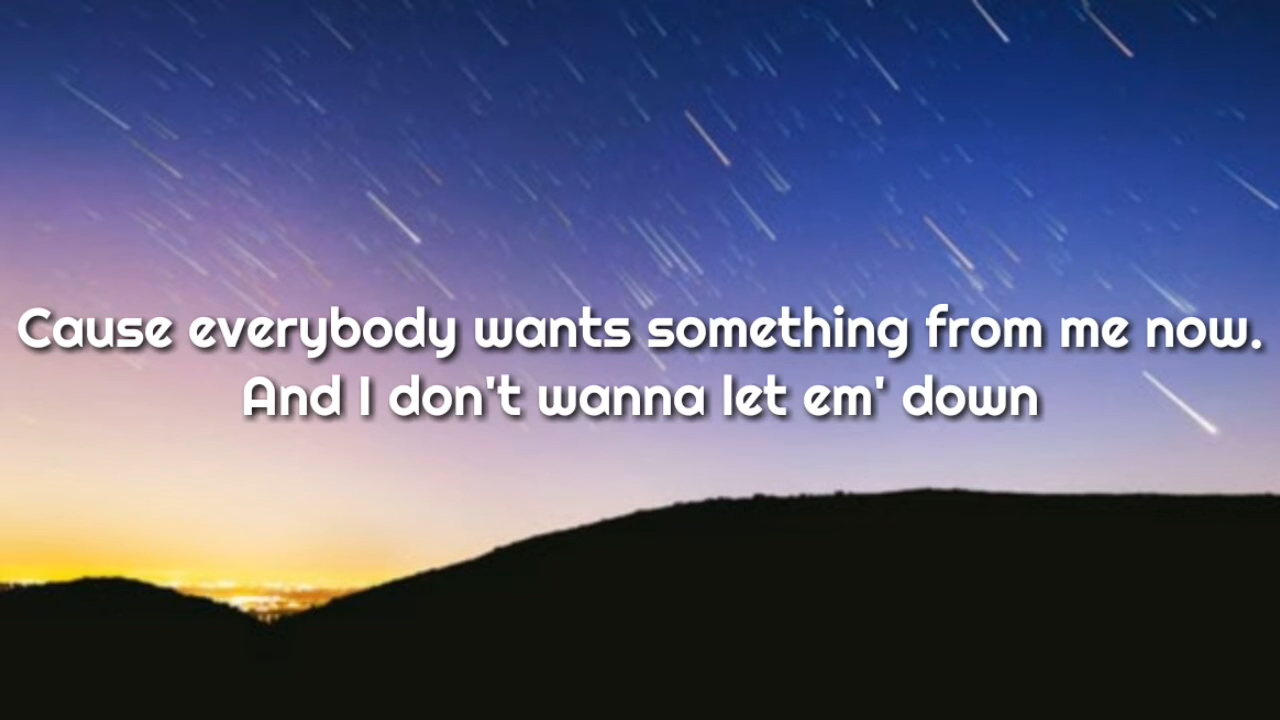 Cause everybody wants something from me now.
And I don't wanna let em' down